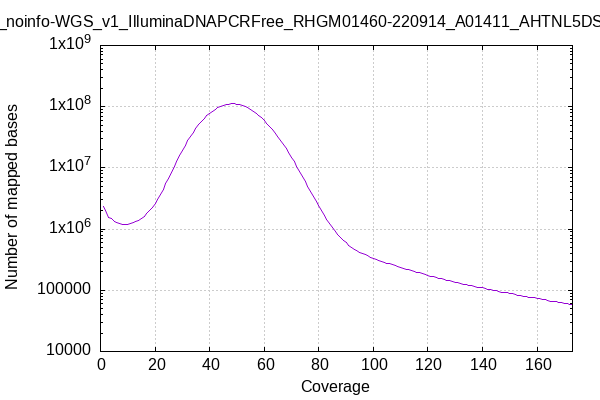 _noinfo-WGS_v1_IlluminaDNAPCRFree_RHGM01460-220914_A01411_AHTNL5DS
1x10^9
1x10^8
1x10^7
1x10^6
100000
10000
Number of mapped bases
0 20 40 60 80 100 120 140 160
Coverage